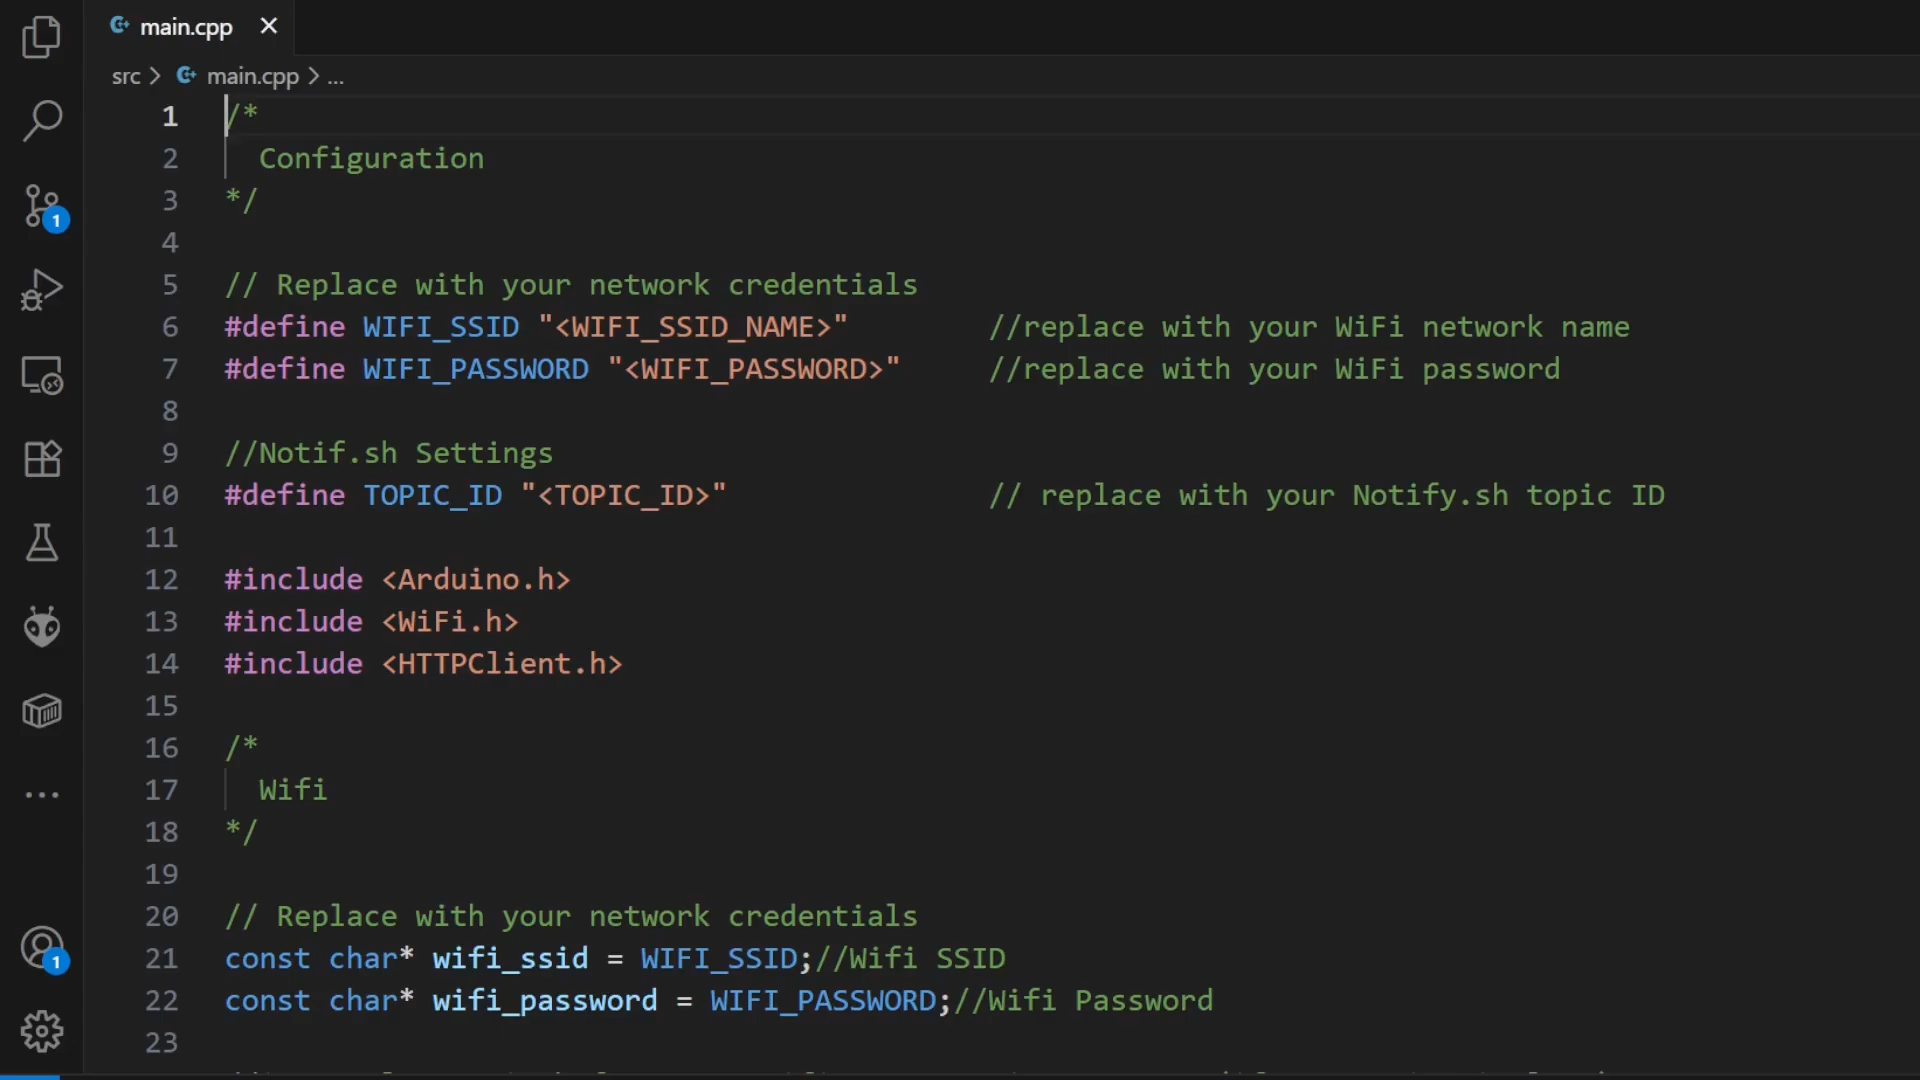 main.cpp
src > main.cpp > ...
1 /*
2 Configuration
3 */
4
5 // Replace with your network credentials
6 #define WIFI_SSID "<WIFI_SSID_NAME>" //replace with your WiFi network name
7 #define WIFI_PASSWORD "<WIFI_PASSWORD>" //replace with your WiFi password
8
9 //Notif.sh Settings
10 #define TOPIC_ID "<TOPIC_ID>" // replace with your Notify.sh topic ID
11
12 #include <Arduino.h>
13 #include <WiFi.h>
14 #include <HTTPClient.h>
15
16 /*
17 Wifi
18 */
19
20 // Replace with your network credentials
21 const char* wifi_ssid = WIFI_SSID;//Wifi SSID
22 const char* wifi_password = WIFI_PASSWORD;//Wifi Password
23
1
1